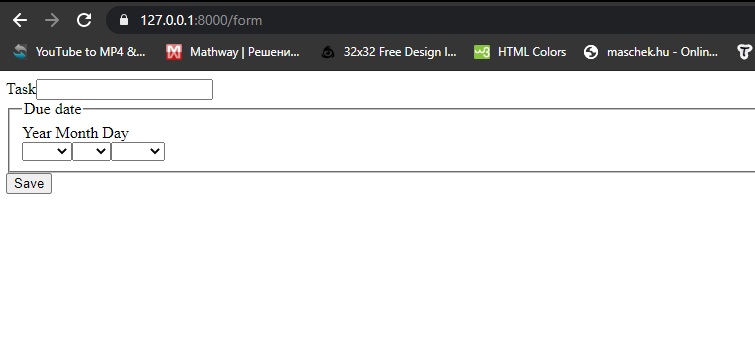 127.0.0.1:8000/form
YouTube to MP4 &... Mathway | Решени... 32x32 Free Design I... HTML Colors maschek.hu - Onlin...
Task
Due date
Year Month Day
Save